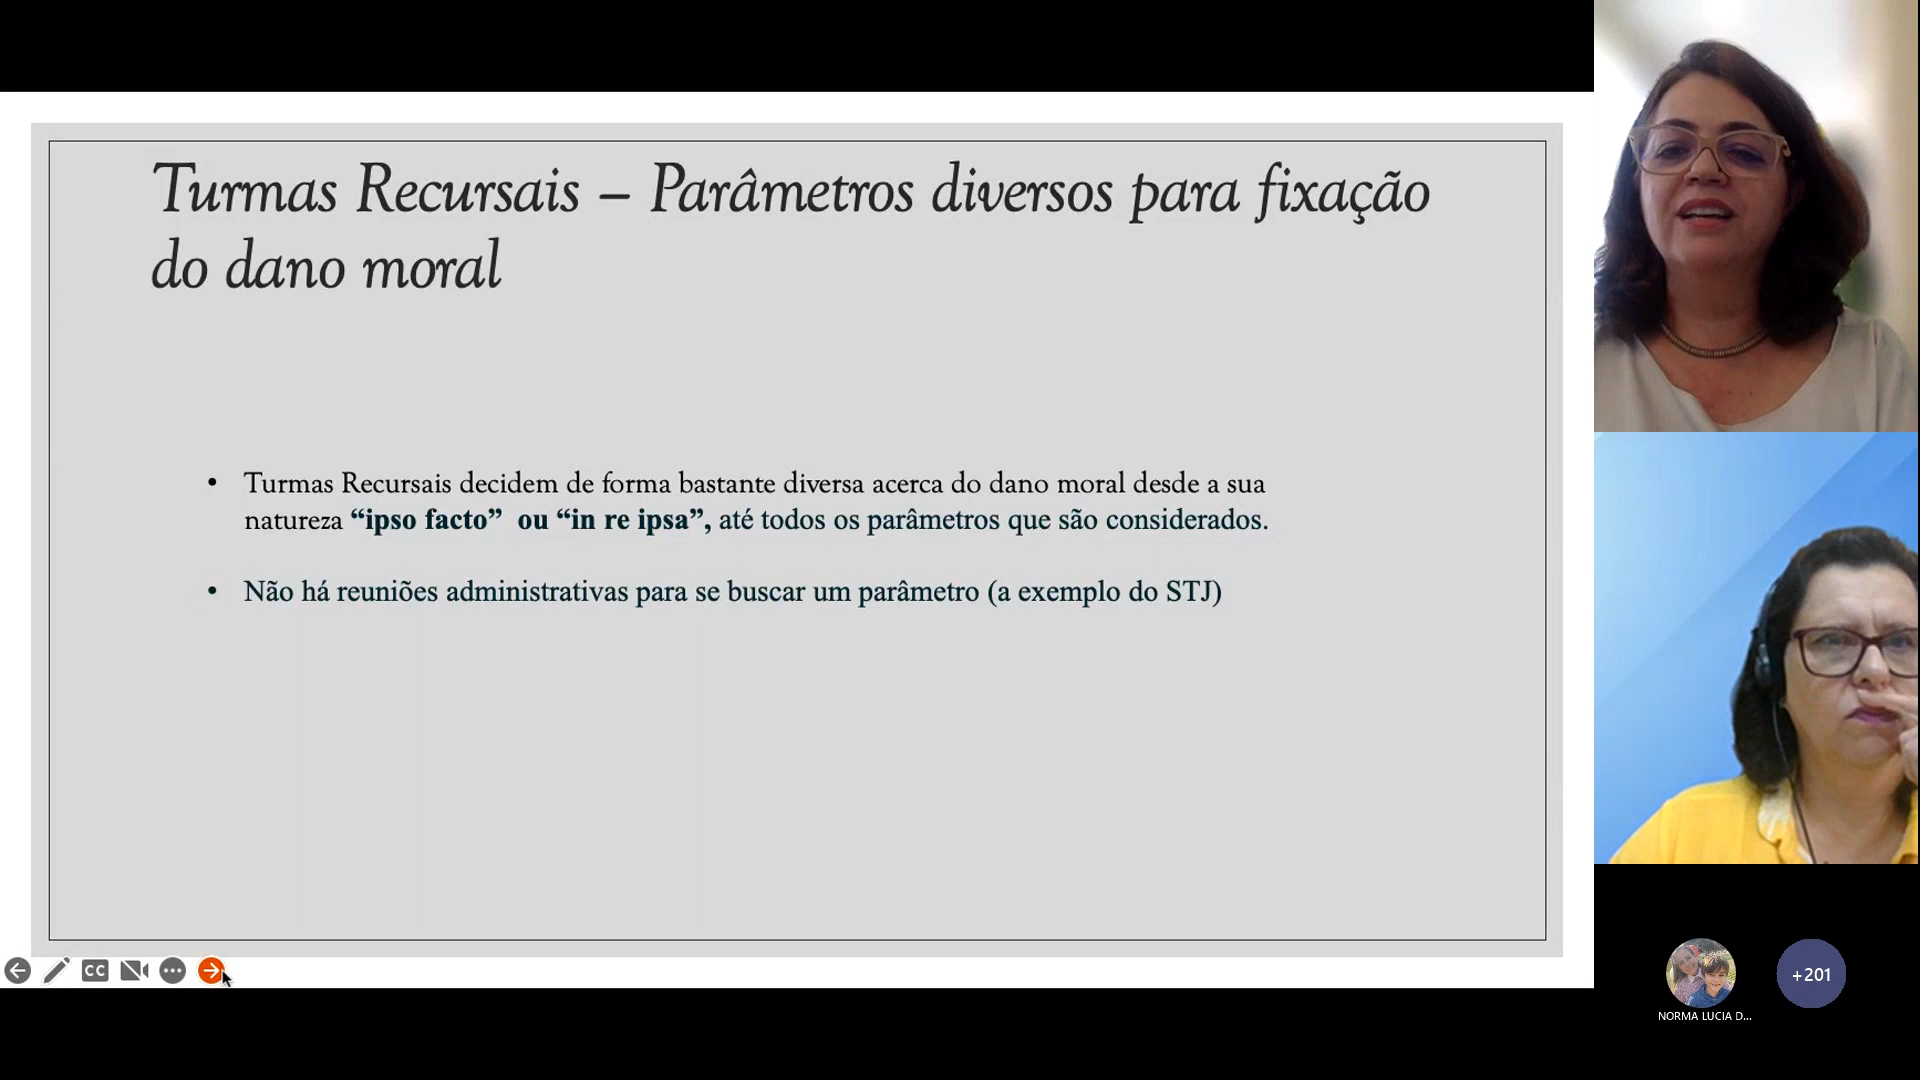 Turmas Recursais – Parâmetros diversos para fixação
do dano moral
• Turmas Recursais decidem de forma bastante diversa acerca do dano moral desde a sua
natureza “ipso facto” ou “in re ipsa”, até todos os parâmetros que são considerados.
• Não há reuniões administrativas para se buscar um parâmetro (a exemplo do STJ)
CC
+201
NORMA LUCIA D...